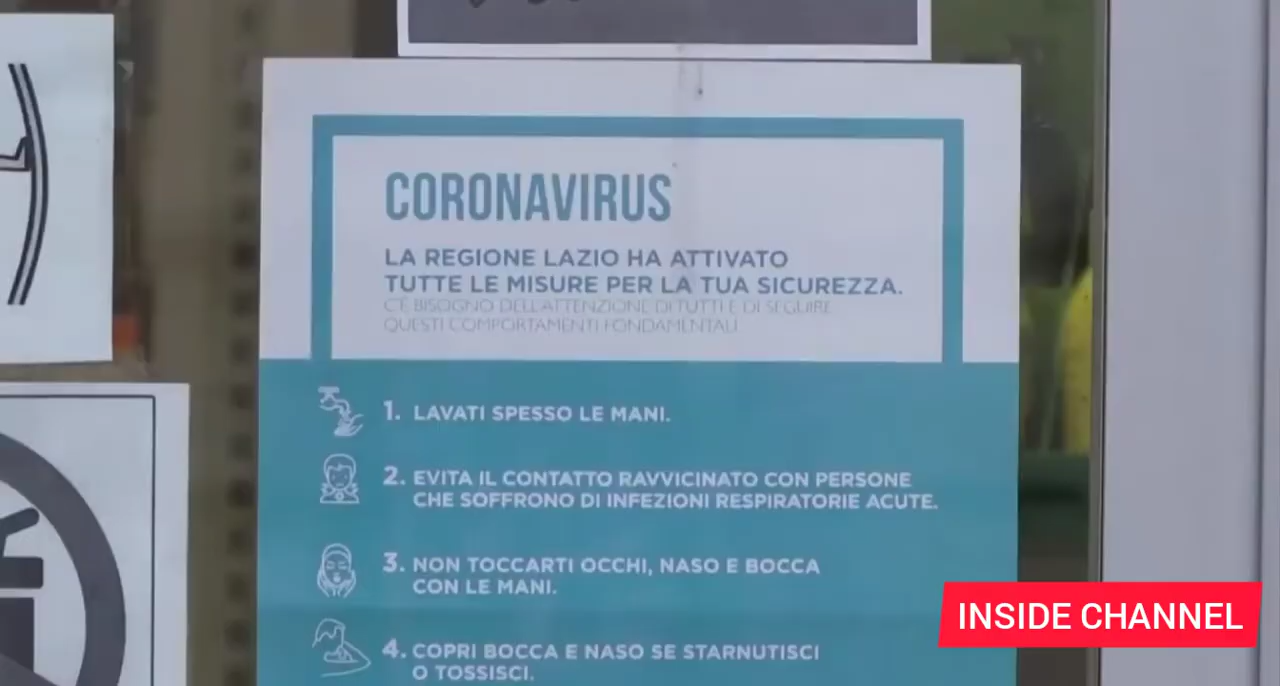 CORONAVIRUS
LA REGIONE LAZIO HA ATTIVATO
TUTTE LE MISURE PER LA TUA SICUREZZA.
C'È BISOGNO DELL'ATTENZIONE DI TUTTI E DI SEGUIRE
QUESTI COMPORTAMENTI FONDAMENTALI.
1. LAVATI SPESSO LE MANI.
2. EVITA IL CONTATTO RAVVICINATO CON PERSONE
CHE SOFFRONO DI INFEZIONI RESPIRATORIE ACUTE.
3. NON TOCCARTI OCCHI, NASO E BOCCA
CON LE MANI.
4. COPRI BOCCA E NASO SE STARNUTISCI
O TOSSISCI.
INSIDE CHANNEL